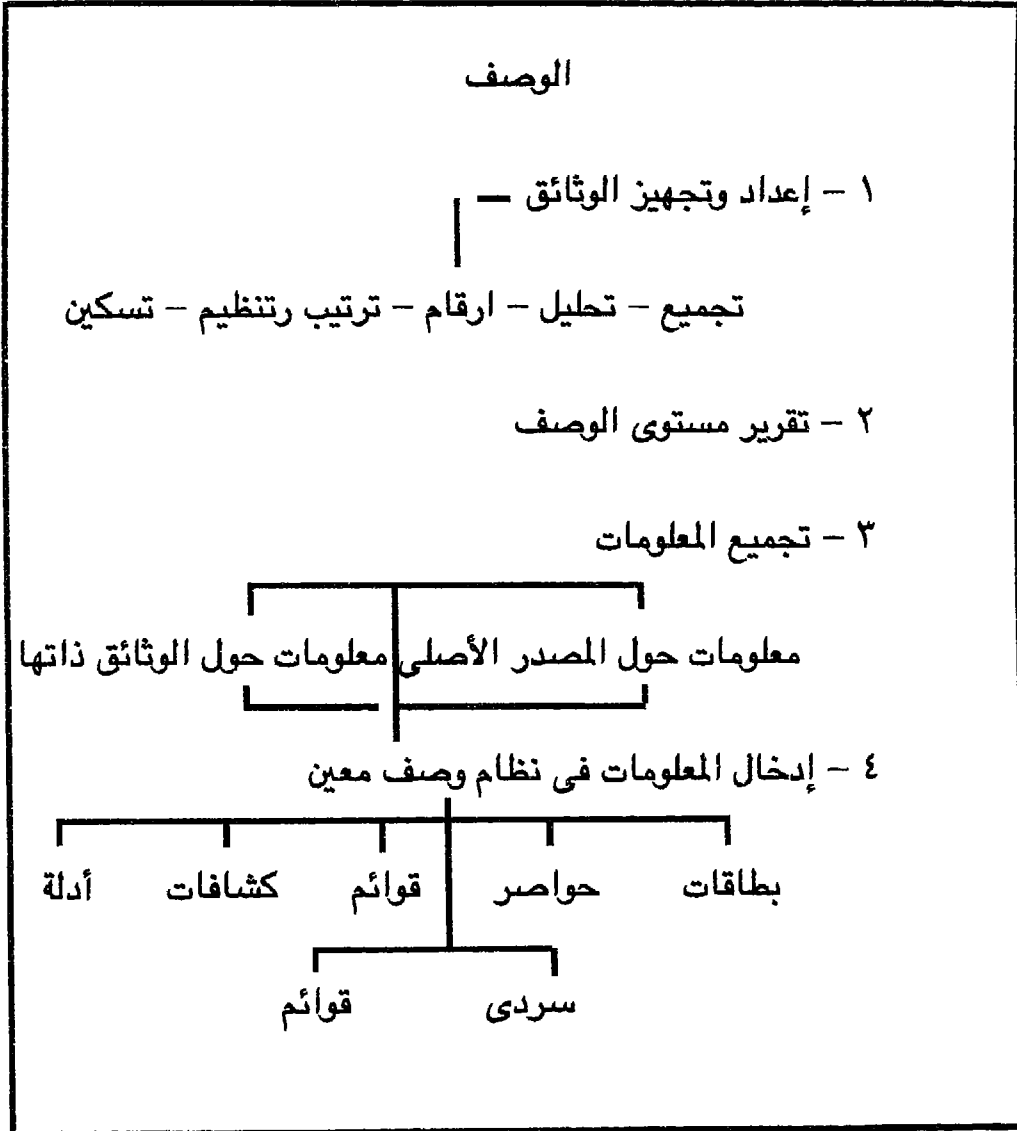 الوصف
١ – إعداد وتجهيز الوثائق
تجميع – تحليل – ارقام – ترتيب رتنظيم – تسكين
٢ – تقرير مستوى الوصف
٣ – تجميع المعلومات
معلومات حول المصدر الأصلى معلومات حول الوثائق ذاتها
٤ – إدخال المعلومات فى نظام وصف معين
بطاقات حواصر قوائم كشافات أدلة
سردى قوائم